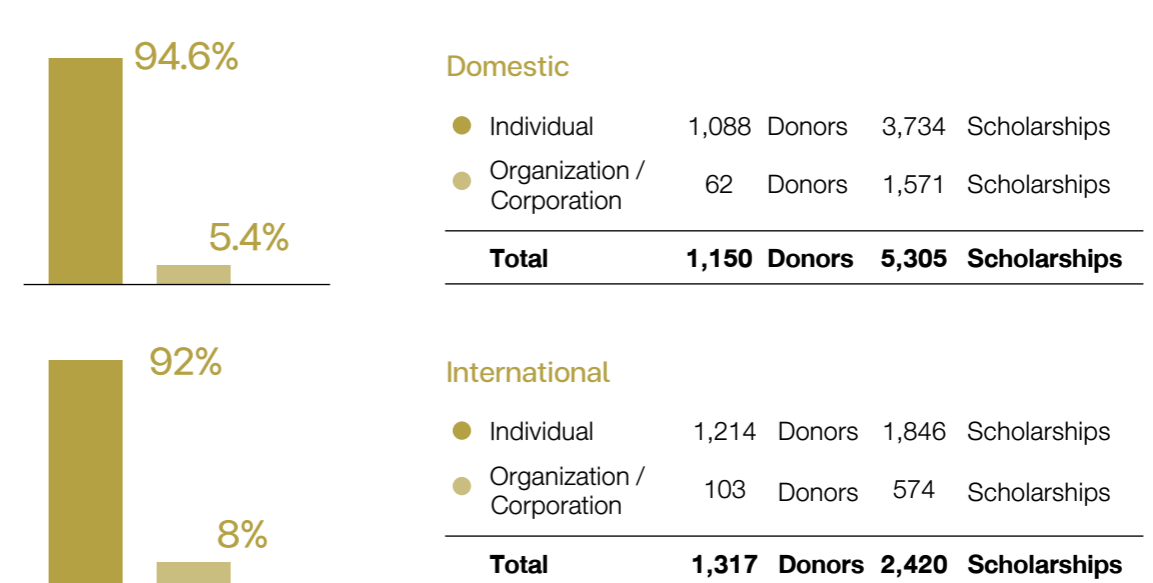 94.6%
5.4%
Domestic
Individual 1,088 Donors 3,734 Scholarships
Organization /
Corporation 62 Donors 1,571 Scholarships
Total 1,150 Donors 5,305 Scholarships
92%
8%
International
Individual 1,214 Donors 1,846 Scholarships
Organization /
Corporation 103 Donors 574 Scholarships
Total 1,317 Donors 2,420 Scholarships